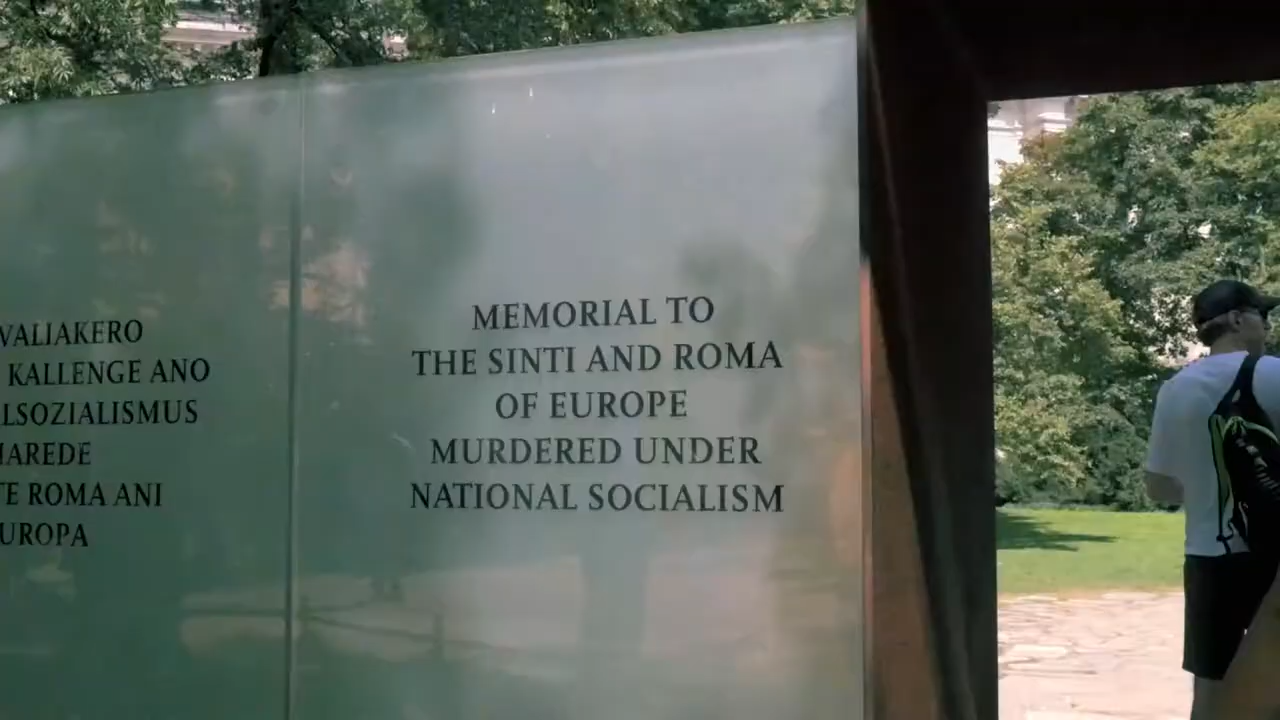 VALIAKERO
KALLENGE ANO
LSOZIALISMUS
AREDE
TE ROMA ANI
UROPA
MEMORIAL TO
THE SINTI AND ROMA
OF EUROPE
MURDERED UNDER
NATIONAL SOCIALISM